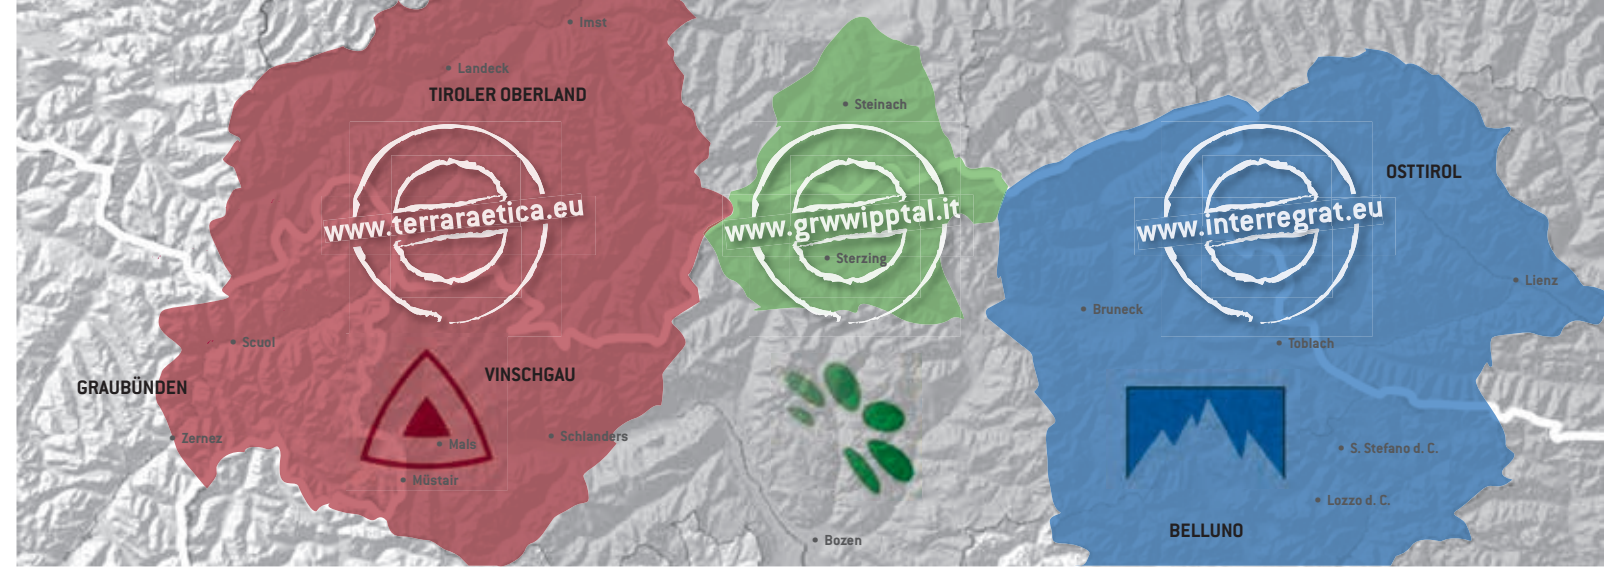 Imst
Landeck
TIROLER OBERLAND
Steinach
OSTTIROL
www.terraraetica.eu
www.grwwipptal.it
www.interregrat.eu
Sterzing
Lienz
Bruneck
Scuol
Toblach
GRAUBÜNDEN
VINSCHGAU
Zernez
Mals
Schlanders
S. Stefano d. C.
Müstair
Lozzo d. C.
BELLUNO
Bozen